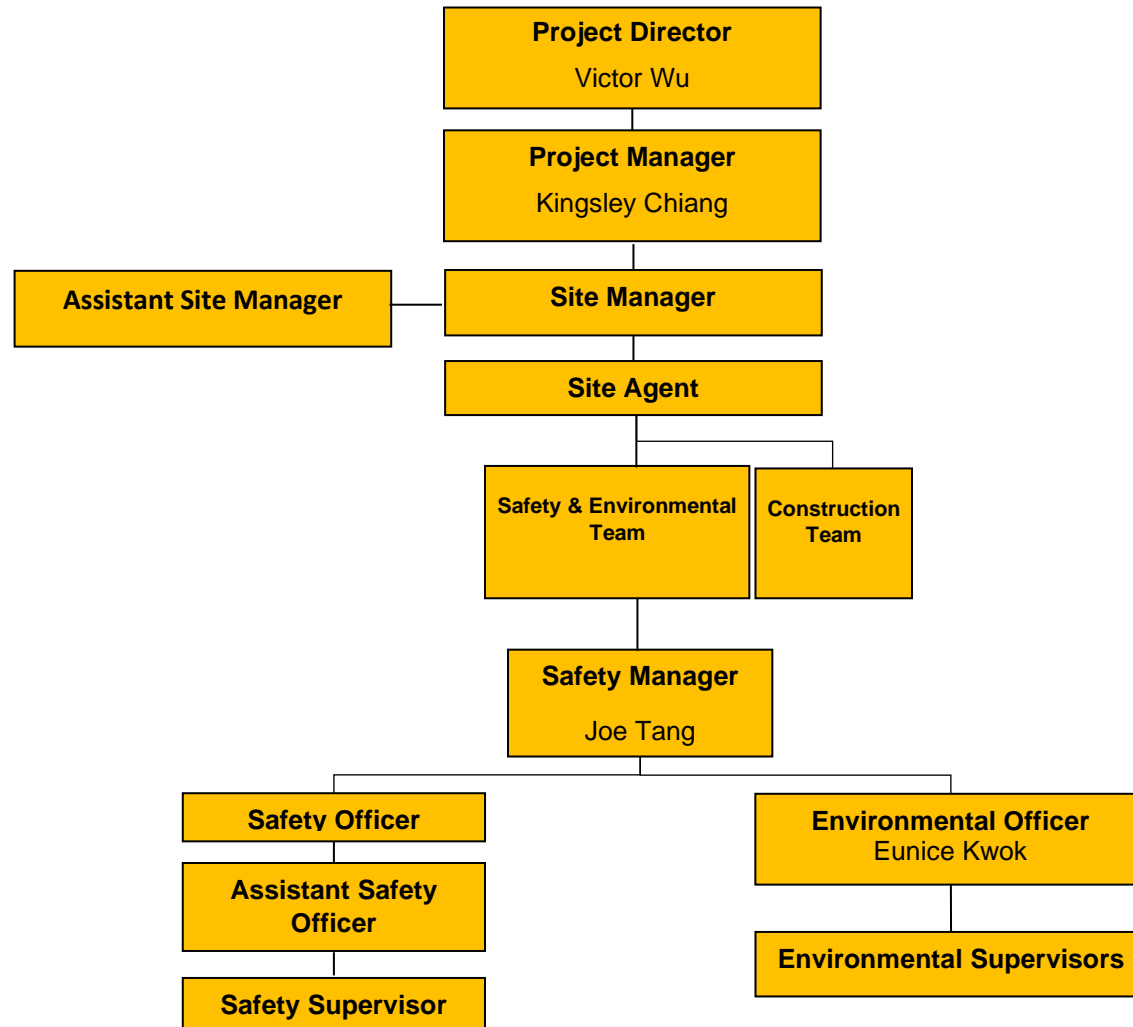 Project Director
Victor Wu
Project Manager
Kingsley Chiang
Assistant Site Manager
Site Manager
Site Agent
Safety & Environmental
Team
Construction
Team
Safety Manager
Joe Tang
Safety Officer
Environmental Officer
Eunice Kwok
Assistant Safety
Officer
Environmental Supervisors
Safety Supervisor